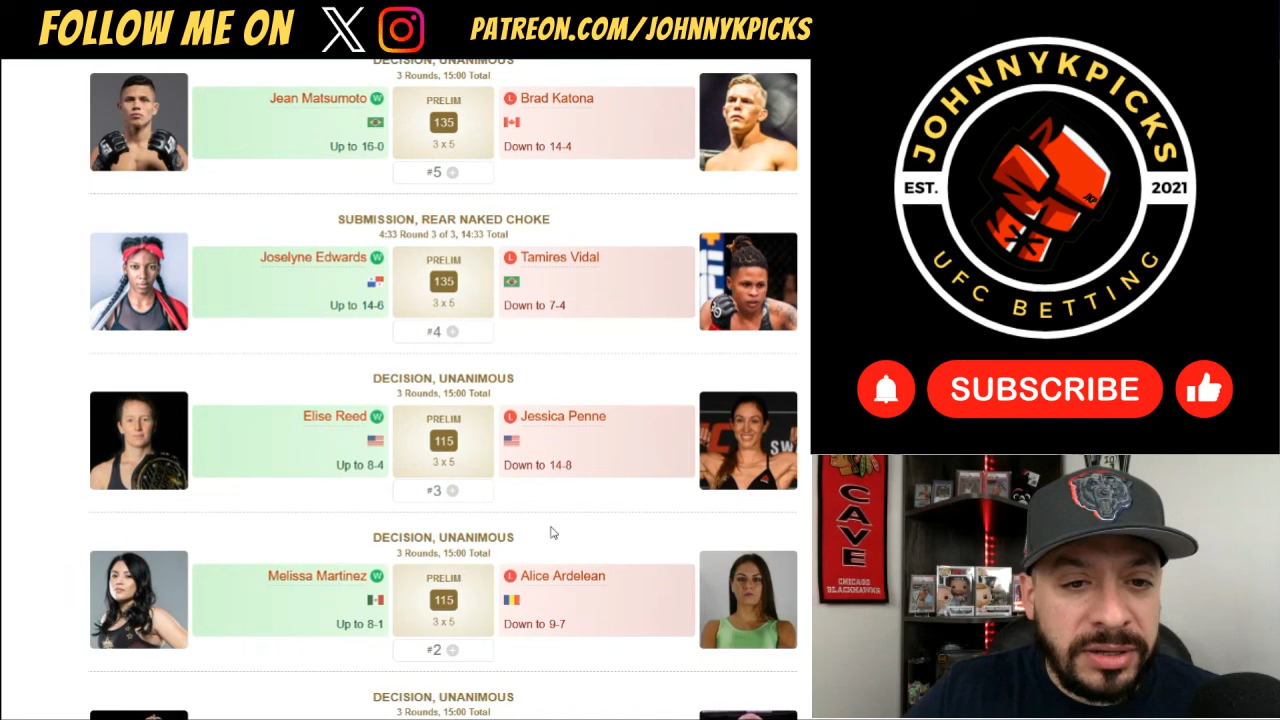 FOLLOW ME ON
PATREON.COM/JOHNNYKPICKS
DECISION, UNANIMOUS
3 Rounds, 15:00 Total
Jean Matsumoto W
PRELIM
L Brad Katona
135
Up to 16-0
3 x 5
Down to 14-4
#5
SUBMISSION, REAR NAKED CHOKE
4:33 Round 3 of 3, 14:33 Total
Joselyne Edwards W
PRELIM
L Tamires Vidal
135
Up to 14-6
3 x 5
Down to 7-4
#4
DECISION, UNANIMOUS
3 Rounds, 15:00 Total
Elise Reed W
PRELIM
L Jessica Penne
115
Up to 8-4
3 x 5
Down to 14-8
#3
DECISION, UNANIMOUS
3 Rounds, 15:00 Total
Melissa Martinez W
PRELIM
L Alice Ardelean
115
Up to 8-1
3 x 5
Down to 9-7
#2
DECISION, UNANIMOUS
3 Rounds, 15:00 Total
JOHNNYKPICKS
EST.
2021
JKP
UFC BETTING
SUBSCRIBE
CAVE
CHICAGO
BLACKHAWKS